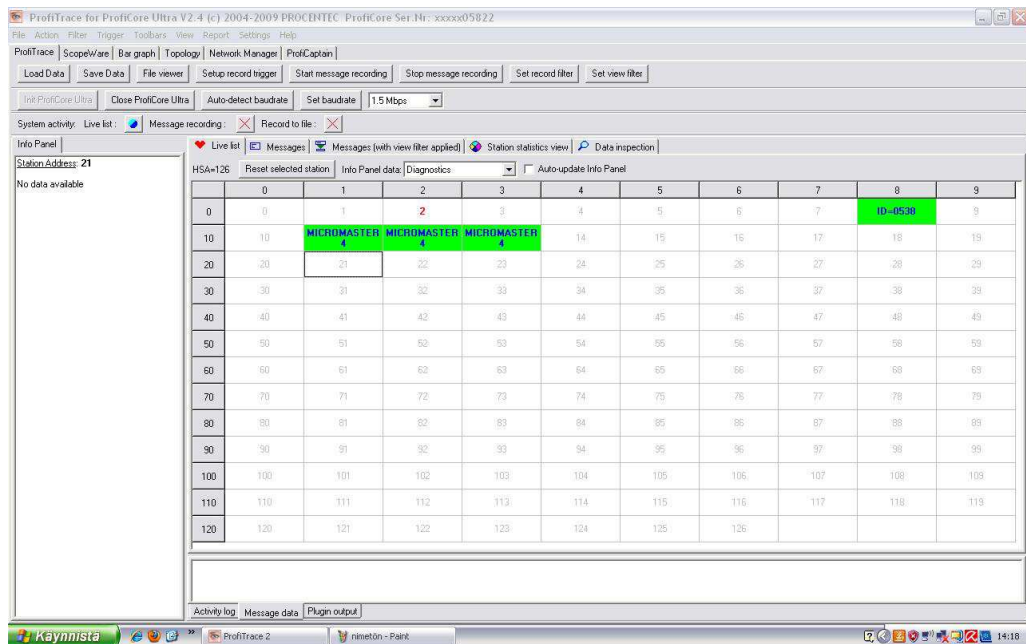 ProfiTrace for ProfiCore Ultra V2.4 (c) 2004-2009 PROCENTEC ProfiCore Ser.Nr: xxxxx05822
File Action Filter Trigger Toolbars View Report Settings Help
ProfiTrace ScopeWare Bar graph Topology Network Manager ProfiCaptain
Load Data Save Data File viewer Setup record trigger Start message recording Stop message recording Set record filter Set view filter
Init ProfiCore Ultra Close ProfiCore Ultra Auto-detect baudrate Set baudrate 1.5 Mbps
System activity: Live list : Message recording : Record to file :
Info Panel
Station Address: 21
No data available
Live list Messages Messages (with view filter applied) Station statistics view Data inspection
HSA=126 Reset selected station Info Panel data: Diagnostics Auto-update Info Panel
0 1 2 3 4 5 6 7 8 9
0 0 1 2 3 4 5 6 7 ID=0538 9
10 10 MICROMASTER 4 MICROMASTER 4 MICROMASTER 4 14 15 16 17 18 19
20 20 21 22 23 24 25 26 27 28 29
30 30 31 32 33 34 35 36 37 38 39
40 40 41 42 43 44 45 46 47 48 49
50 50 51 52 53 54 55 56 57 58 59
60 60 61 62 63 64 65 66 67 68 69
70 70 71 72 73 74 75 76 77 78 79
80 80 81 82 83 84 85 86 87 88 89
90 90 91 92 93 94 95 96 97 98 99
100 100 101 102 103 104 105 106 107 108 109
110 110 111 112 113 114 115 116 117 118 119
120 120 121 122 123 124 125 126
Activity log Message data Plugin output
Käynnistä ProfiTrace 2 nimetön - Paint 14:18